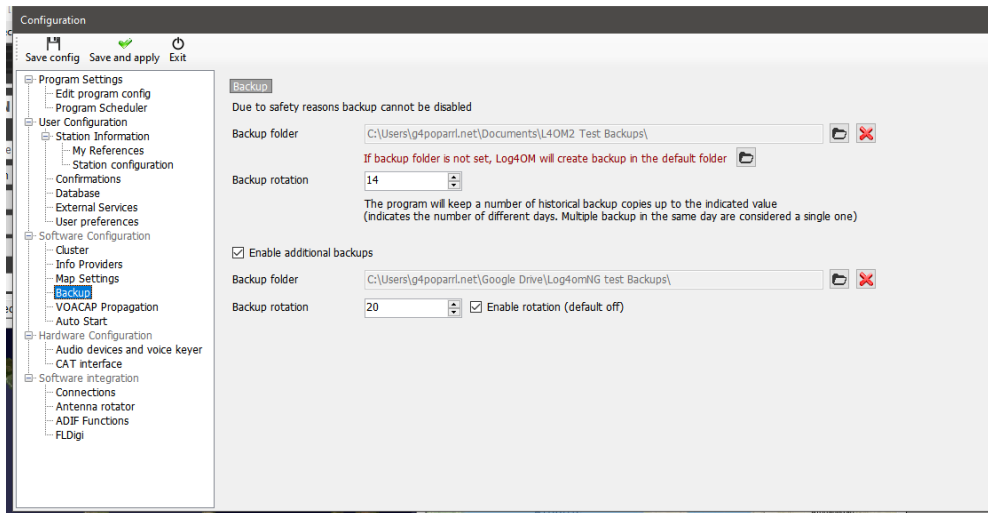 Configuration
Save config Save and apply Exit
Program Settings
Edit program config
Program Scheduler
User Configuration
Station Information
My References
Station configuration
Confirmations
Database
External Services
User preferences
Software Configuration
Cluster
Info Providers
Map Settings
Backup
VOACAP Propagation
Auto Start
Hardware Configuration
Audio devices and voice keyer
CAT interface
Software integration
Connections
Antenna rotator
ADIF Functions
FLDigi
Backup
Due to safety reasons backup cannot be disabled
Backup folder C:\Users\g4poparrl.net\Documents\L4OM2 Test Backups\
If backup folder is not set, Log4OM will create backup in the default folder
Backup rotation 14
The program will keep a number of historical backup copies up to the indicated value
(indicates the number of different days. Multiple backup in the same day are considered a single one)
Enable additional backups
Backup folder C:\Users\g4poparrl.net\Google Drive\Log4omNG test Backups\
Backup rotation 20 Enable rotation (default off)